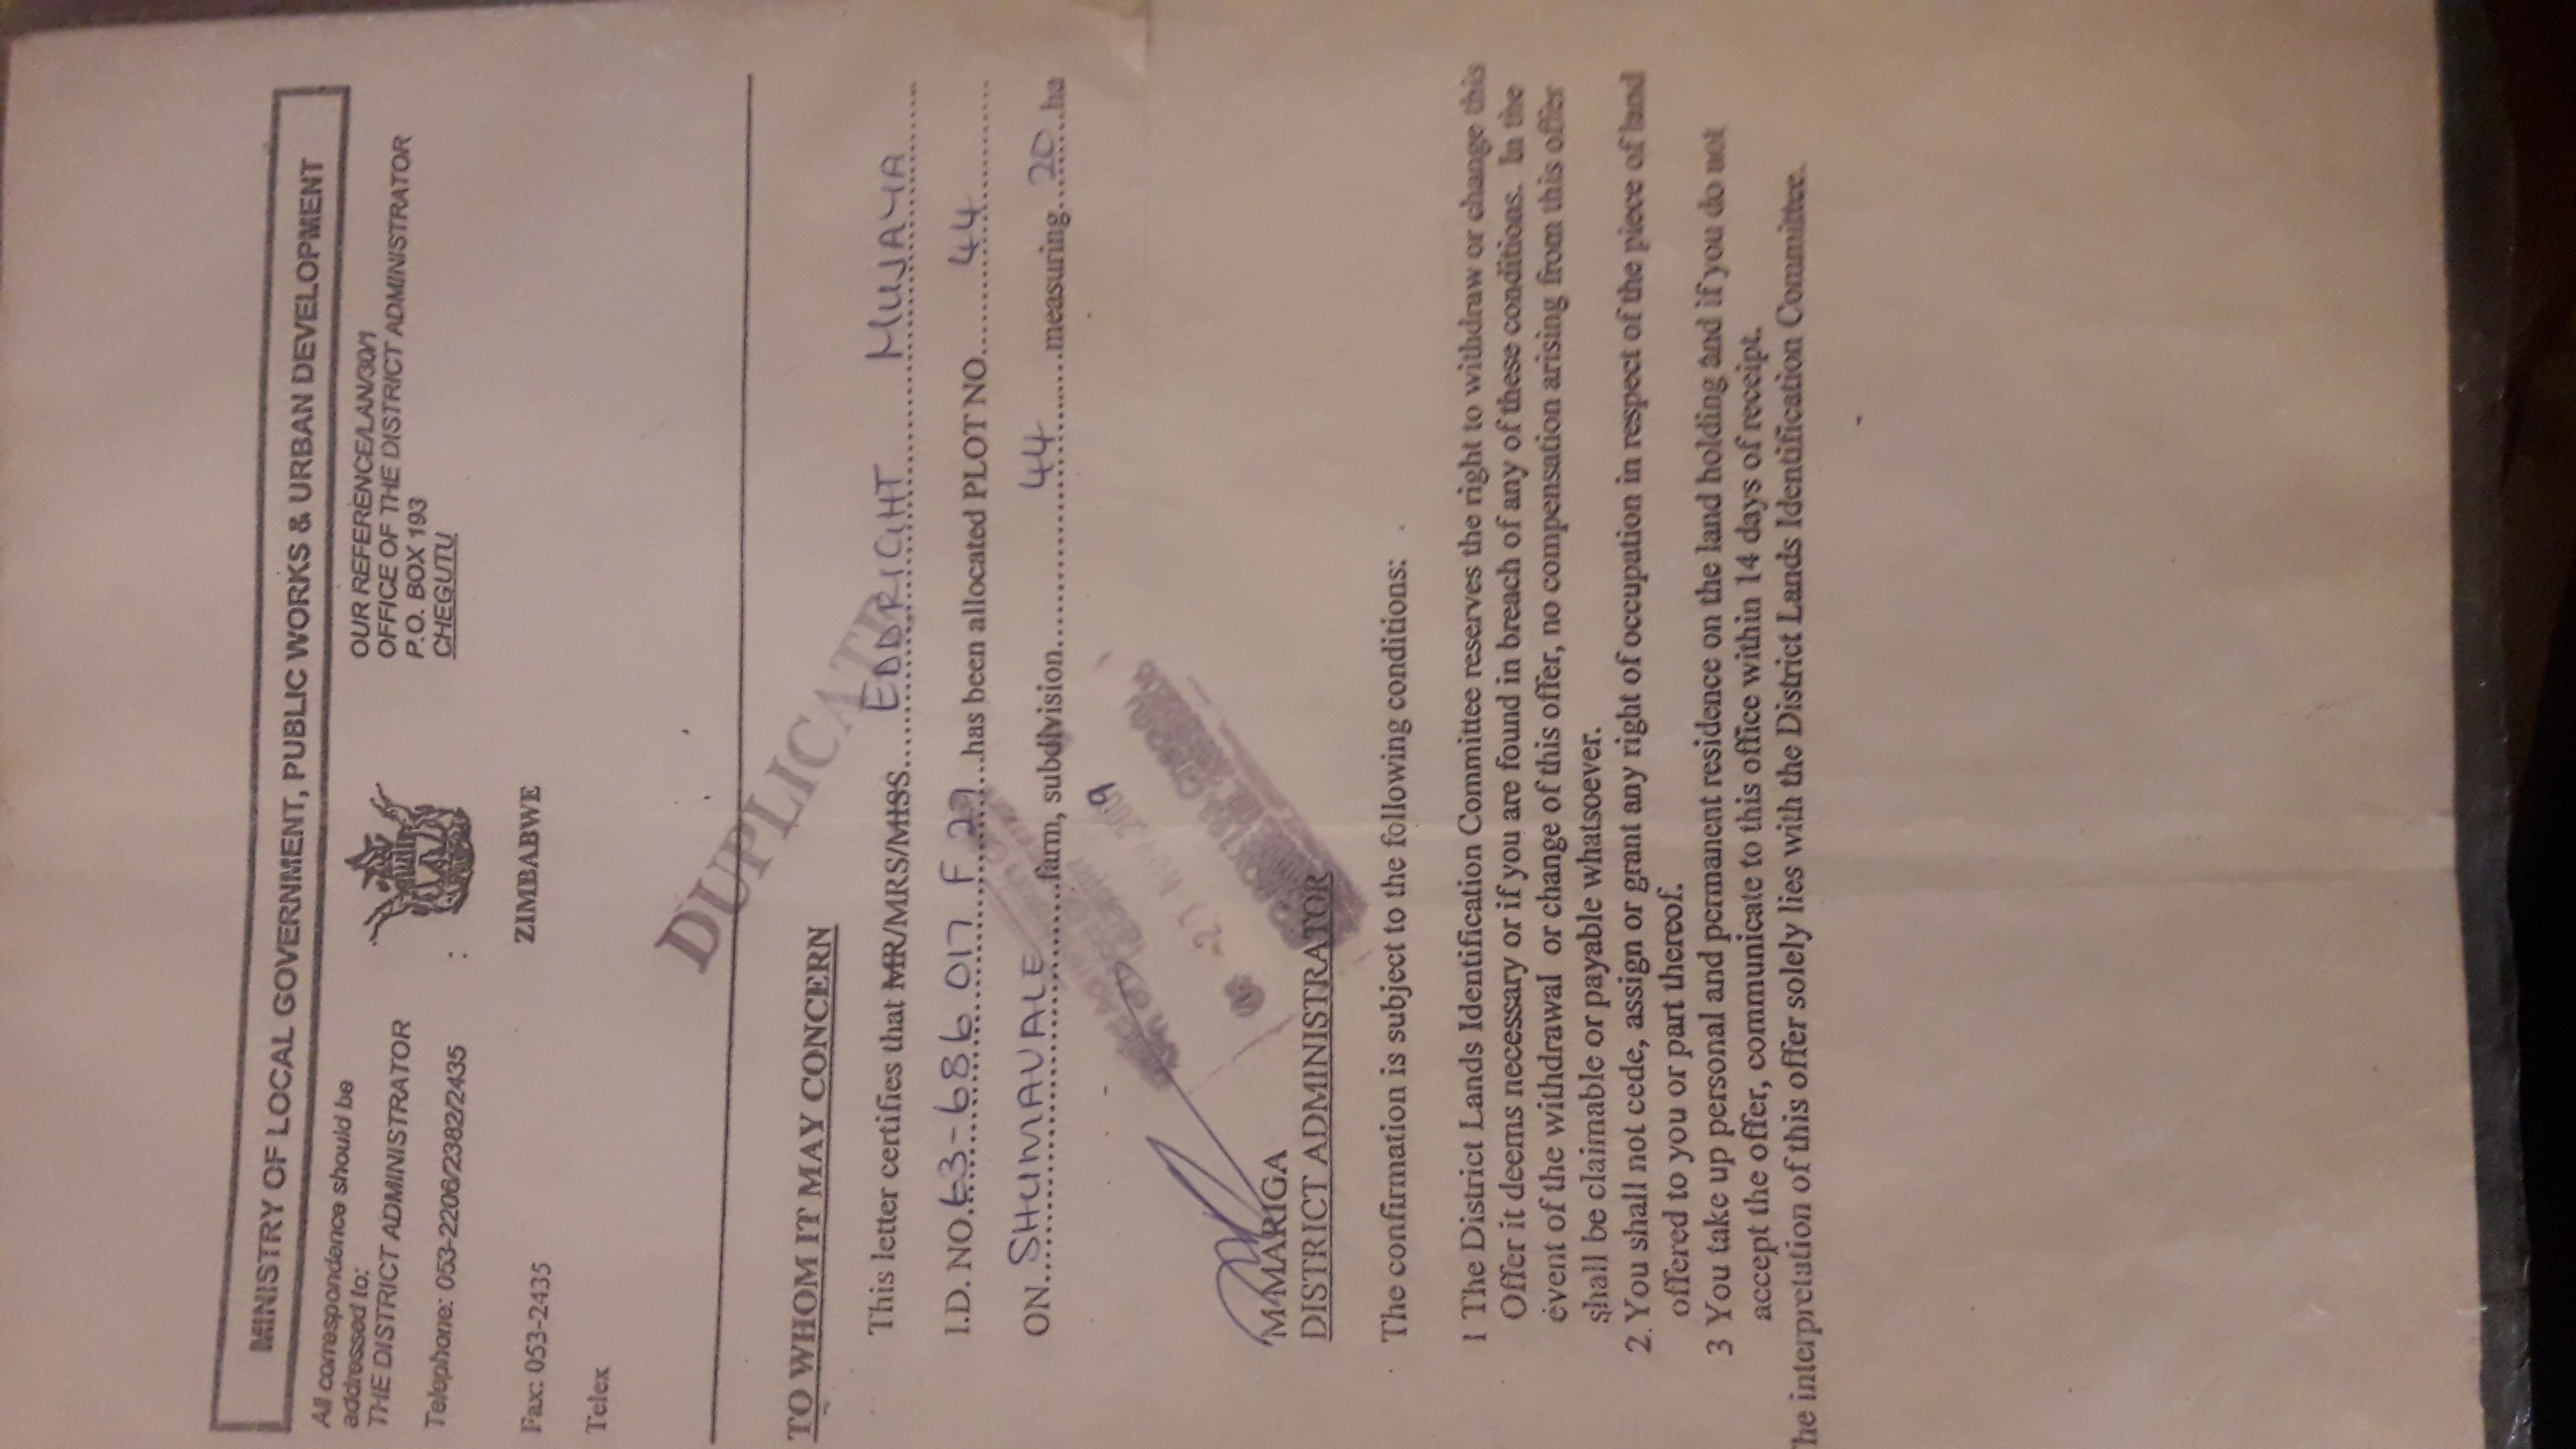 MINISTRY OF LOCAL GOVERNMENT, PUBLIC WORKS & URBAN DEVELOPMENT
All correspondence should be
addressed to:
THE DISTRICT ADMINISTRATOR
Telephone: 053-2206/2382/2435
Fax: 053-2435
Telex
ZIMBABWE
OUR REFERENCE/LAN/30/1
OFFICE OF THE DISTRICT ADMINISTRATOR
P.O. BOX 193
CHEGUTU
DUPLICATE
TO WHOM IT MAY CONCERN
This letter certifies that MR/MRS/MISS EDDRIGHT MUJAYA
I.D. NO. 63-686017 F 27 has been allocated PLOT NO. 44
ON SHUMAVALE farm, subdivision 44 measuring 20 ha
M MARIGA
DISTRICT ADMINISTRATOR
The confirmation is subject to the following conditions:
1 The District Lands Identification Committee reserves the right to withdraw or change this
Offer it deems necessary or if you are found in breach of any of these conditions. In the
event of the withdrawal or change of this offer, no compensation arising from this offer
shall be claimable or payable whatsoever.
2. You shall not cede, assign or grant any right of occupation in respect of the piece of land
offered to you or part thereof.
3 You take up personal and permanent residence on the land holding and if you do not
accept the offer, communicate to this office within 14 days of receipt.
he interpretation of this offer solely lies with the District Lands Identification Committee.